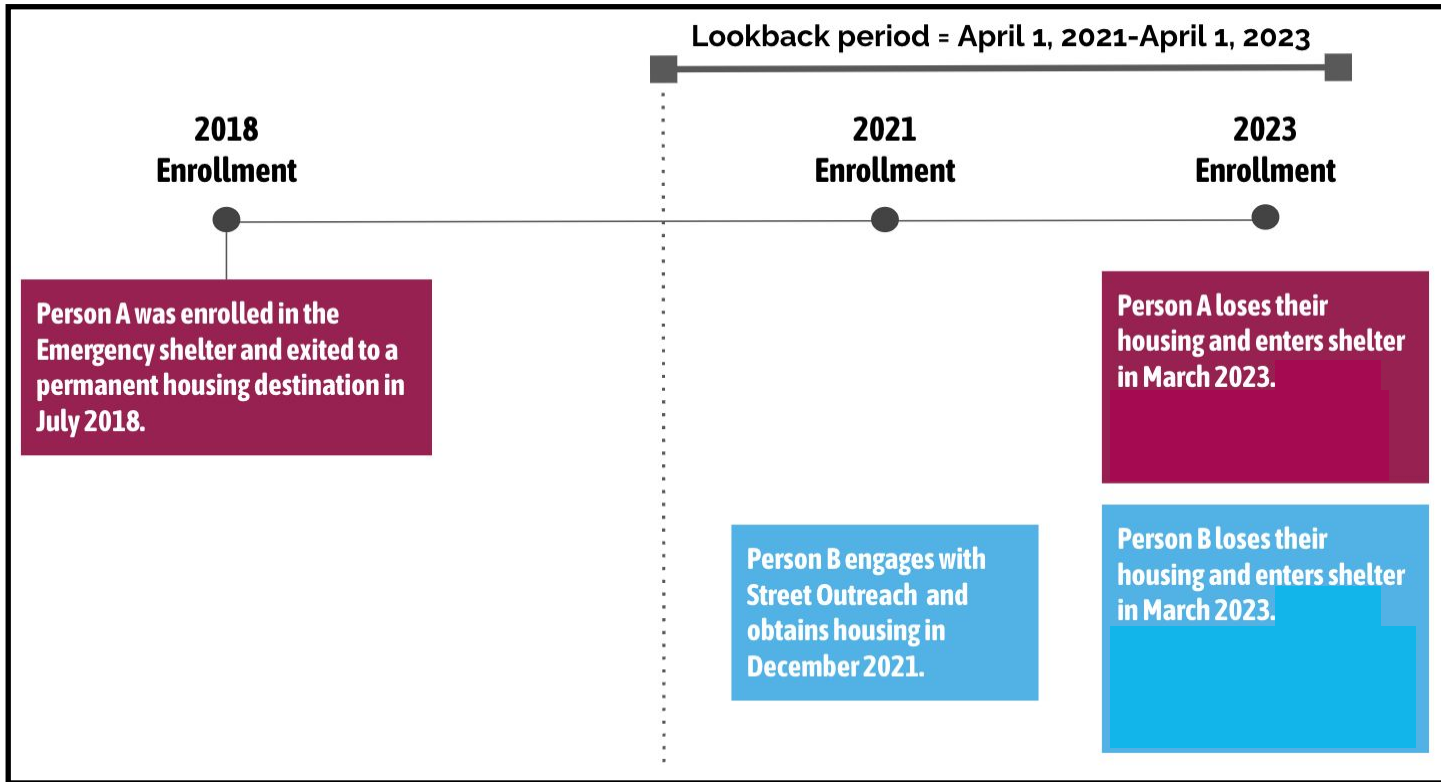 Lookback period = April 1, 2021-April 1, 2023
2018
Enrollment
2021
Enrollment
2023
Enrollment
Person A was enrolled in the
Emergency shelter and exited to a
permanent housing destination in
July 2018.
Person A loses their
housing and enters shelter
in March 2023.
Person B engages with
Street Outreach and
obtains housing in
December 2021.
Person B loses their
housing and enters shelter
in March 2023.